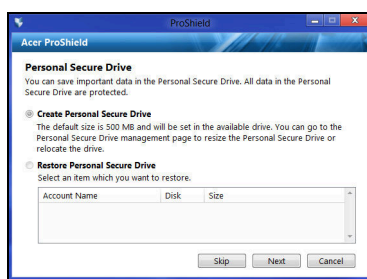 ProShield
Acer ProShield
Personal Secure Drive
You can save important data in the Personal Secure Drive. All data in the Personal
Secure Drive are protected.
Create Personal Secure Drive
The default size is 500 MB and will be set in the available drive. You can go to the
Personal Secure Drive management page to resize the Personal Secure Drive or
relocate the drive.
Restore Personal Secure Drive
Select an item which you want to restore.
Account Name Disk Size
Skip Next Cancel